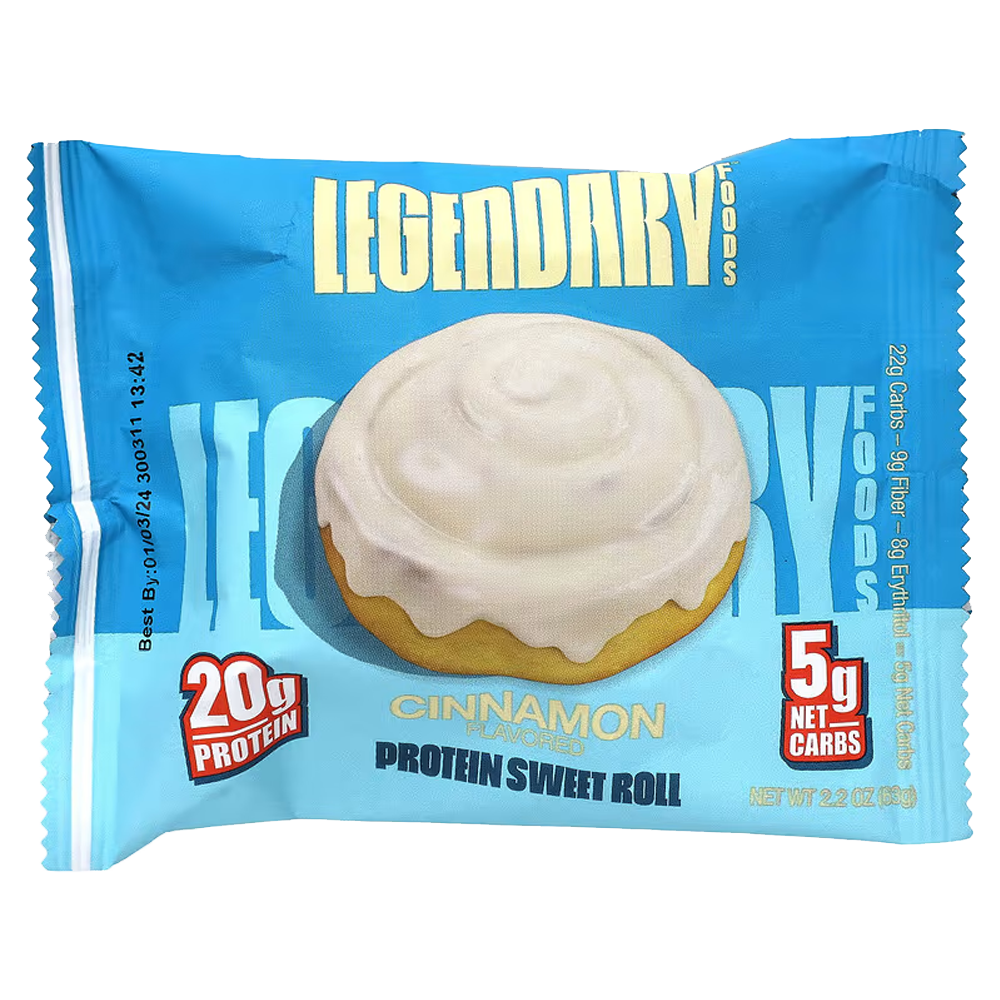 LEGENDARY
FOODS
FOODS
Best By:01/03/24 300311 13:42
22g Carbs – 9g Fiber – 8g Erythritol = 5g Net Carbs
20g
PROTEIN
5g
NET
CARBS
CINNAMON
FLAVORED
PROTEIN SWEET ROLL
NET WT 2.2 OZ (63g)